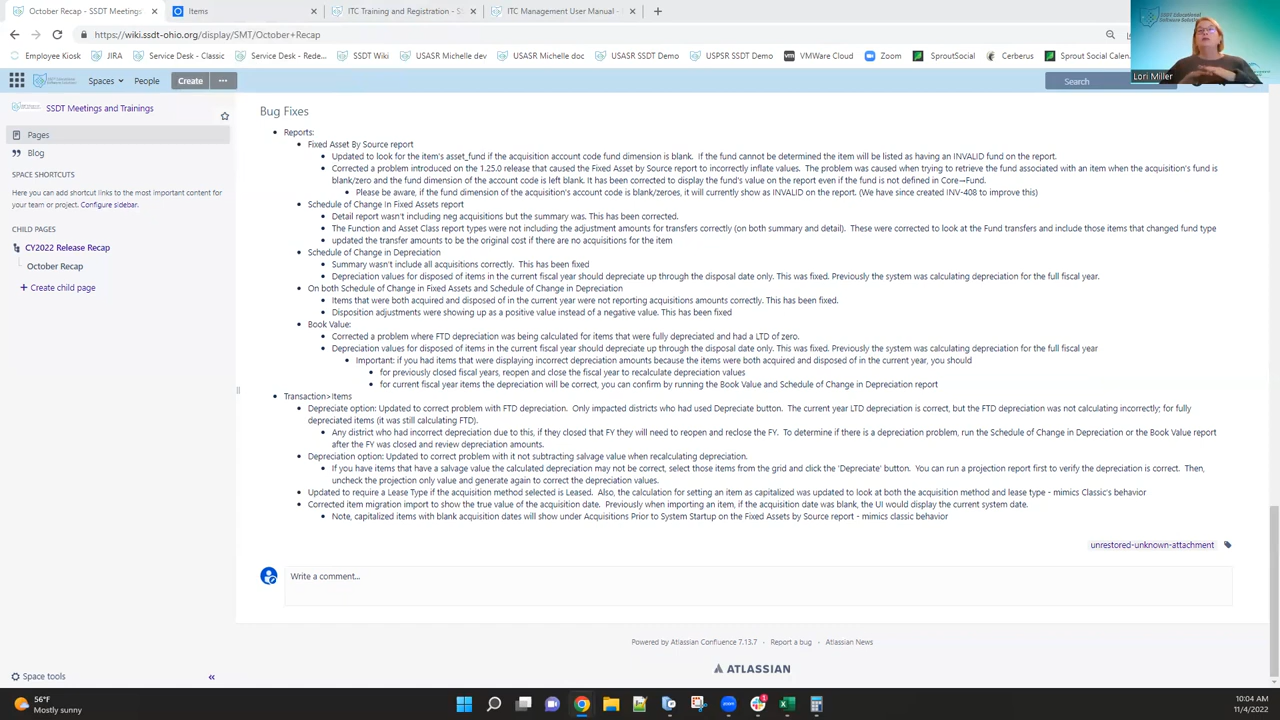 October Recap - SSDT Meetings
Items
ITC Training and Registration - S
ITC Management User Manual -
https://wiki.ssdt-ohio.org/display/SMT/October+Recap
Employee Kiosk
JIRA
Service Desk - Classic
Service Desk - Rede...
SSDT Wiki
USASR Michelle dev
USASR Michelle doc
USASR SSDT Demo
USPSR SSDT Demo
VMWare Cloud
Zoom
SproutSocial
Cerberus
Sprout Social Calen...
Lori Miller
Spaces
People
Create
Search
SSDT Meetings and Trainings
Pages
Blog
SPACE SHORTCUTS
Here you can add shortcut links to the most important content for
your team or project. Configure sidebar.
CHILD PAGES
CY2022 Release Recap
October Recap
+ Create child page
Bug Fixes
Reports:
Fixed Asset By Source report
Updated to look for the item's asset_fund if the acquisition account code fund dimension is blank. If the fund cannot be determined the item will be listed as having an INVALID fund on the report.
Corrected a problem introduced on the 1.25.0 release that caused the Fixed Asset by Source report to incorrectly inflate values. The problem was caused when trying to retrieve the fund associated with an item when the acquisition's fund is
blank/zero and the fund dimension of the account code is left blank. It has been corrected to display the fund's value on the report even if the fund is not defined in Core→Fund.
Please be aware, if the fund dimension of the acquisition's account code is blank/zeroes, it will currently show as INVALID on the report. (We have since created INV-408 to improve this)
Schedule of Change In Fixed Assets report
Detail report wasn't including neg acquisitions but the summary was. This has been corrected.
The Function and Asset Class report types were not including the adjustment amounts for transfers correctly (on both summary and detail). These were corrected to look at the Fund transfers and include those items that changed fund type
updated the transfer amounts to be the original cost if there are no acquisitions for the item
Schedule of Change in Depreciation
Summary wasn't include all acquisitions correctly. This has been fixed
Depreciation values for disposed of items in the current fiscal year should depreciate up through the disposal date only. This was fixed. Previously the system was calculating depreciation for the full fiscal year.
On both Schedule of Change in Fixed Assets and Schedule of Change in Depreciation
Items that were both acquired and disposed of in the current year were not reporting acquisitions amounts correctly. This has been fixed.
Disposition adjustments were showing up as a positive value instead of a negative value. This has been fixed
Book Value:
Corrected a problem where FTD depreciation was being calculated for items that were fully depreciated and had a LTD of zero.
Depreciation values for disposed of items in the current fiscal year should depreciate up through the disposal date only. This was fixed. Previously the system was calculating depreciation for the full fiscal year
Important: if you had items that were displaying incorrect depreciation amounts because the items were both acquired and disposed of in the current year, you should
for previously closed fiscal years, reopen and close the fiscal year to recalculate depreciation values
for current fiscal year items the depreciation will be correct, you can confirm by running the Book Value and Schedule of Change in Depreciation report
Transaction>Items
Depreciate option: Updated to correct problem with FTD depreciation. Only impacted districts who had used Depreciate button. The current year LTD depreciation is correct, but the FTD depreciation was not calculating incorrectly; for fully
depreciated items (it was still calculating FTD).
Any district who had incorrect depreciation due to this, if they closed that FY they will need to reopen and reclose the FY. To determine if there is a depreciation problem, run the Schedule of Change in Depreciation or the Book Value report
after the FY was closed and review depreciation amounts.
Depreciation option: Updated to correct problem with it not subtracting salvage value when recalculating depreciation.
If you have items that have a salvage value the calculated depreciation may not be correct, select those items from the grid and click the 'Depreciate' button. You can run a projection report first to verify the depreciation is correct. Then,
uncheck the projection only value and generate again to correct the depreciation values.
Updated to require a Lease Type if the acquisition method selected is Leased. Also, the calculation for setting an item as capitalized was updated to look at both the acquisition method and lease type - mimics Classic's behavior
Corrected item migration import to show the true value of the acquisition date. Previously when importing an item, if the acquisition date was blank, the UI would display the current system date.
Note, capitalized items with blank acquisition dates will show under Acquisitions Prior to System Startup on the Fixed Assets by Source report - mimics classic behavior
unrestored-unknown-attachment
Write a comment...
Powered by Atlassian Confluence 7.13.7 · Report a bug · Atlassian News
ATLASSIAN
Space tools
56°F
Mostly sunny
10:04 AM
11/4/2022